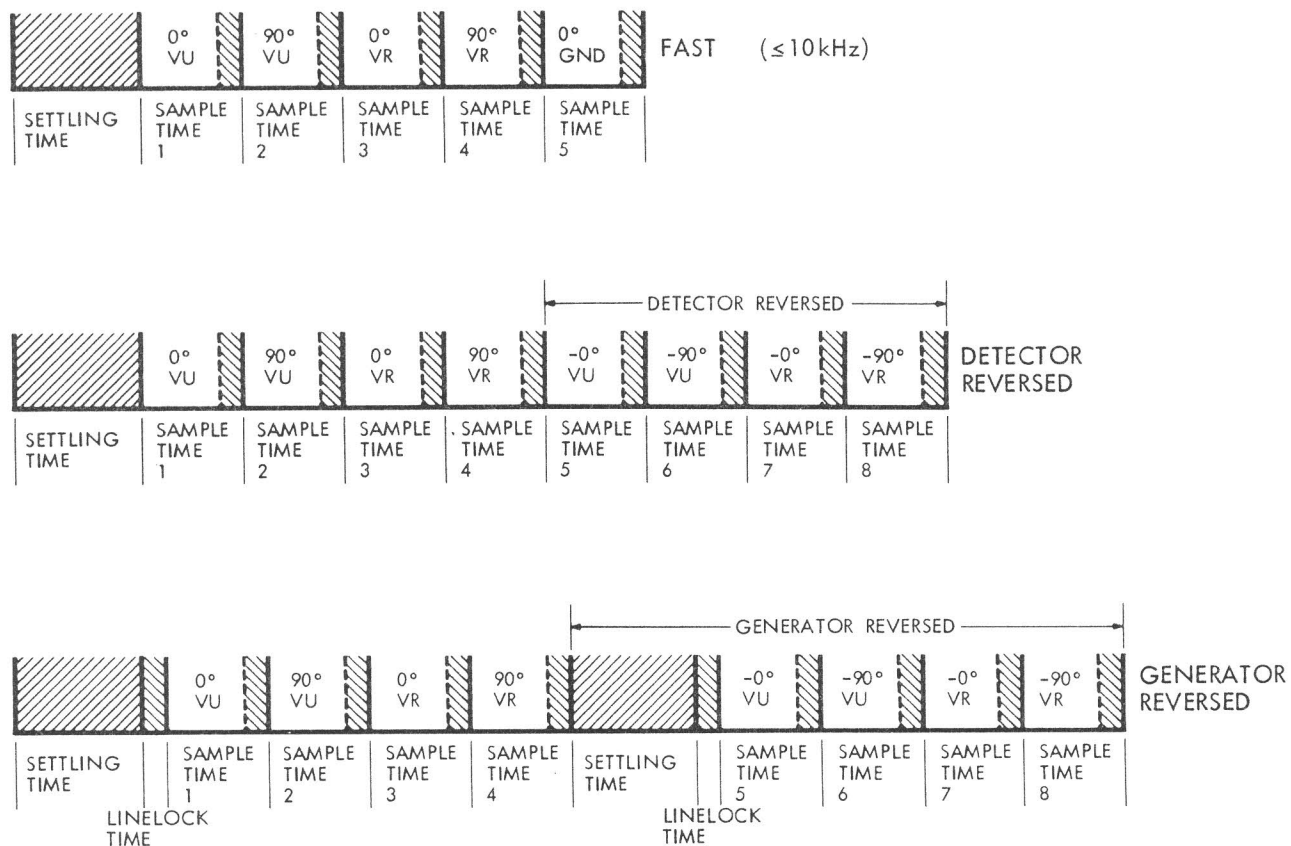 0° 90° 0° 90° 0°
VU VU VR VR GND
FAST (≤10kHz)
SETTLING TIME
SAMPLE TIME 1
SAMPLE TIME 2
SAMPLE TIME 3
SAMPLE TIME 4
SAMPLE TIME 5
DETECTOR REVERSED
0° 90° 0° 90° -0° -90° -0° -90°
VU VU VR VR VU VU VR VR
DETECTOR
REVERSED
SETTLING TIME
SAMPLE TIME 1
SAMPLE TIME 2
SAMPLE TIME 3
SAMPLE TIME 4
SAMPLE TIME 5
SAMPLE TIME 6
SAMPLE TIME 7
SAMPLE TIME 8
GENERATOR REVERSED
0° 90° 0° 90° -0° -90° -0° -90°
VU VU VR VR VU VU VR VR
GENERATOR
REVERSED
SETTLING TIME
LINELOCK TIME
SAMPLE TIME 1
SAMPLE TIME 2
SAMPLE TIME 3
SAMPLE TIME 4
SETTLING TIME
LINELOCK TIME
SAMPLE TIME 5
SAMPLE TIME 6
SAMPLE TIME 7
SAMPLE TIME 8